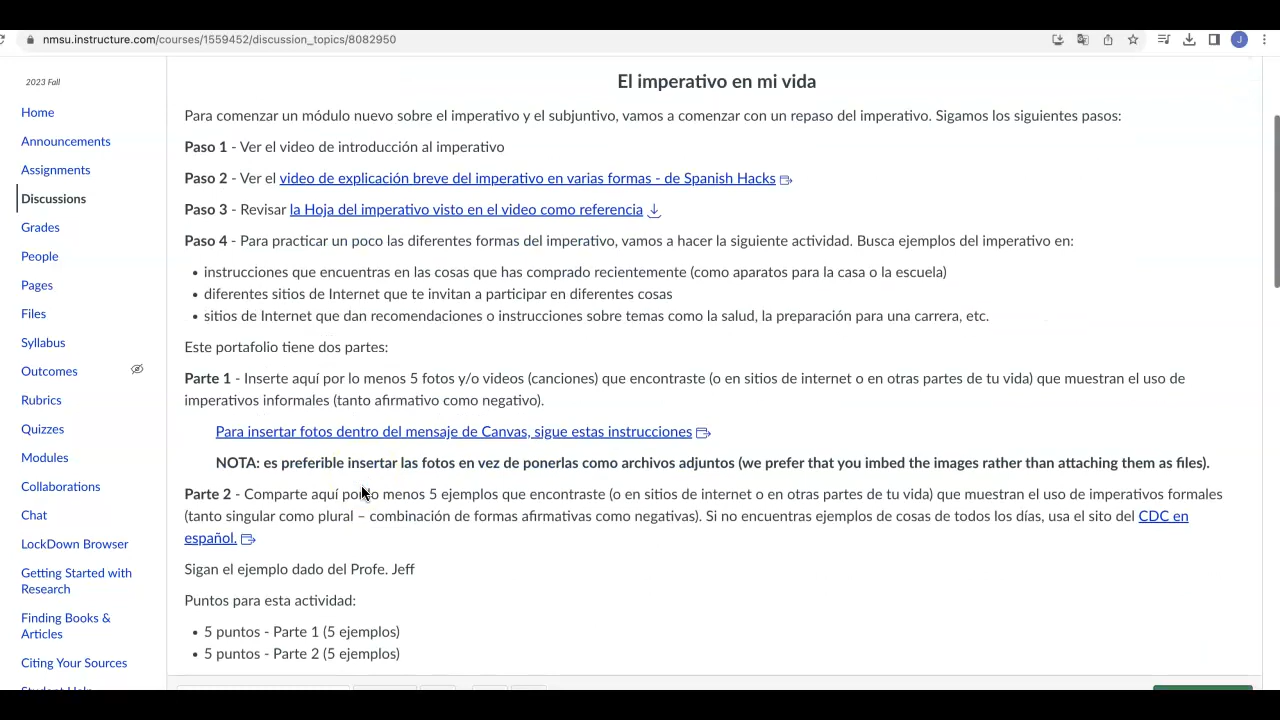 nmsu.instructure.com/courses/1559452/discussion_topics/8082950
J
2023 Fall
Home
Announcements
Assignments
Discussions
Grades
People
Pages
Files
Syllabus
Outcomes
Rubrics
Quizzes
Modules
Collaborations
Chat
LockDown Browser
Getting Started with
Research
Finding Books &
Articles
Citing Your Sources
El imperativo en mi vida
Para comenzar un módulo nuevo sobre el imperativo y el subjuntivo, vamos a comenzar con un repaso del imperativo. Sigamos los siguientes pasos:
Paso 1 - Ver el video de introducción al imperativo
Paso 2 - Ver el video de explicación breve del imperativo en varias formas - de Spanish Hacks
Paso 3 - Revisar la Hoja del imperativo visto en el video como referencia
Paso 4 - Para practicar un poco las diferentes formas del imperativo, vamos a hacer la siguiente actividad. Busca ejemplos del imperativo en:
• instrucciones que encuentras en las cosas que has comprado recientemente (como aparatos para la casa o la escuela)
• diferentes sitios de Internet que te invitan a participar en diferentes cosas
• sitios de Internet que dan recomendaciones o instrucciones sobre temas como la salud, la preparación para una carrera, etc.
Este portafolio tiene dos partes:
Parte 1 - Inserte aquí por lo menos 5 fotos y/o videos (canciones) que encontraste (o en sitios de internet o en otras partes de tu vida) que muestran el uso de
imperativos informales (tanto afirmativo como negativo).
Para insertar fotos dentro del mensaje de Canvas, sigue estas instrucciones
NOTA: es preferible insertar las fotos en vez de ponerlas como archivos adjuntos (we prefer that you imbed the images rather than attaching them as files).
Parte 2 - Comparte aquí por lo menos 5 ejemplos que encontraste (o en sitios de internet o en otras partes de tu vida) que muestran el uso de imperativos formales
(tanto singular como plural – combinación de formas afirmativas como negativas). Si no encuentras ejemplos de cosas de todos los días, usa el sito del CDC en
español.
Sigan el ejemplo dado del Profe. Jeff
Puntos para esta actividad:
• 5 puntos - Parte 1 (5 ejemplos)
• 5 puntos - Parte 2 (5 ejemplos)